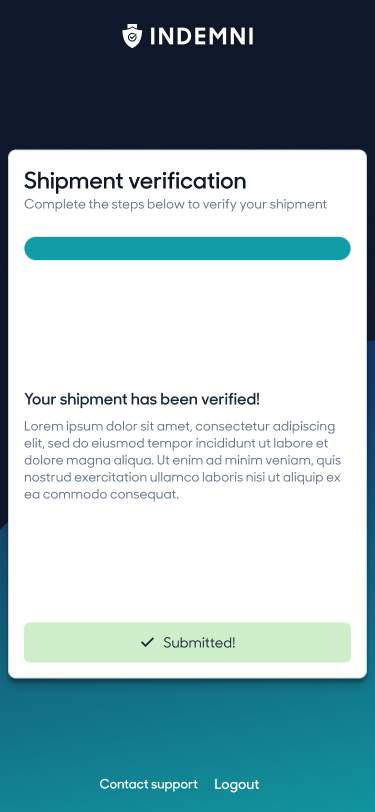 INDEMNI
Shipment verification
Complete the steps below to verify your shipment
Your shipment has been verified!
Lorem ipsum dolor sit amet, consectetur adipiscing
elit, sed do eiusmod tempor incididunt ut labore et
dolore magna aliqua. Ut enim ad minim veniam, quis
nostrud exercitation ullamco laboris nisi ut aliquip ex
ea commodo consequat.
Submitted!
Contact support Logout